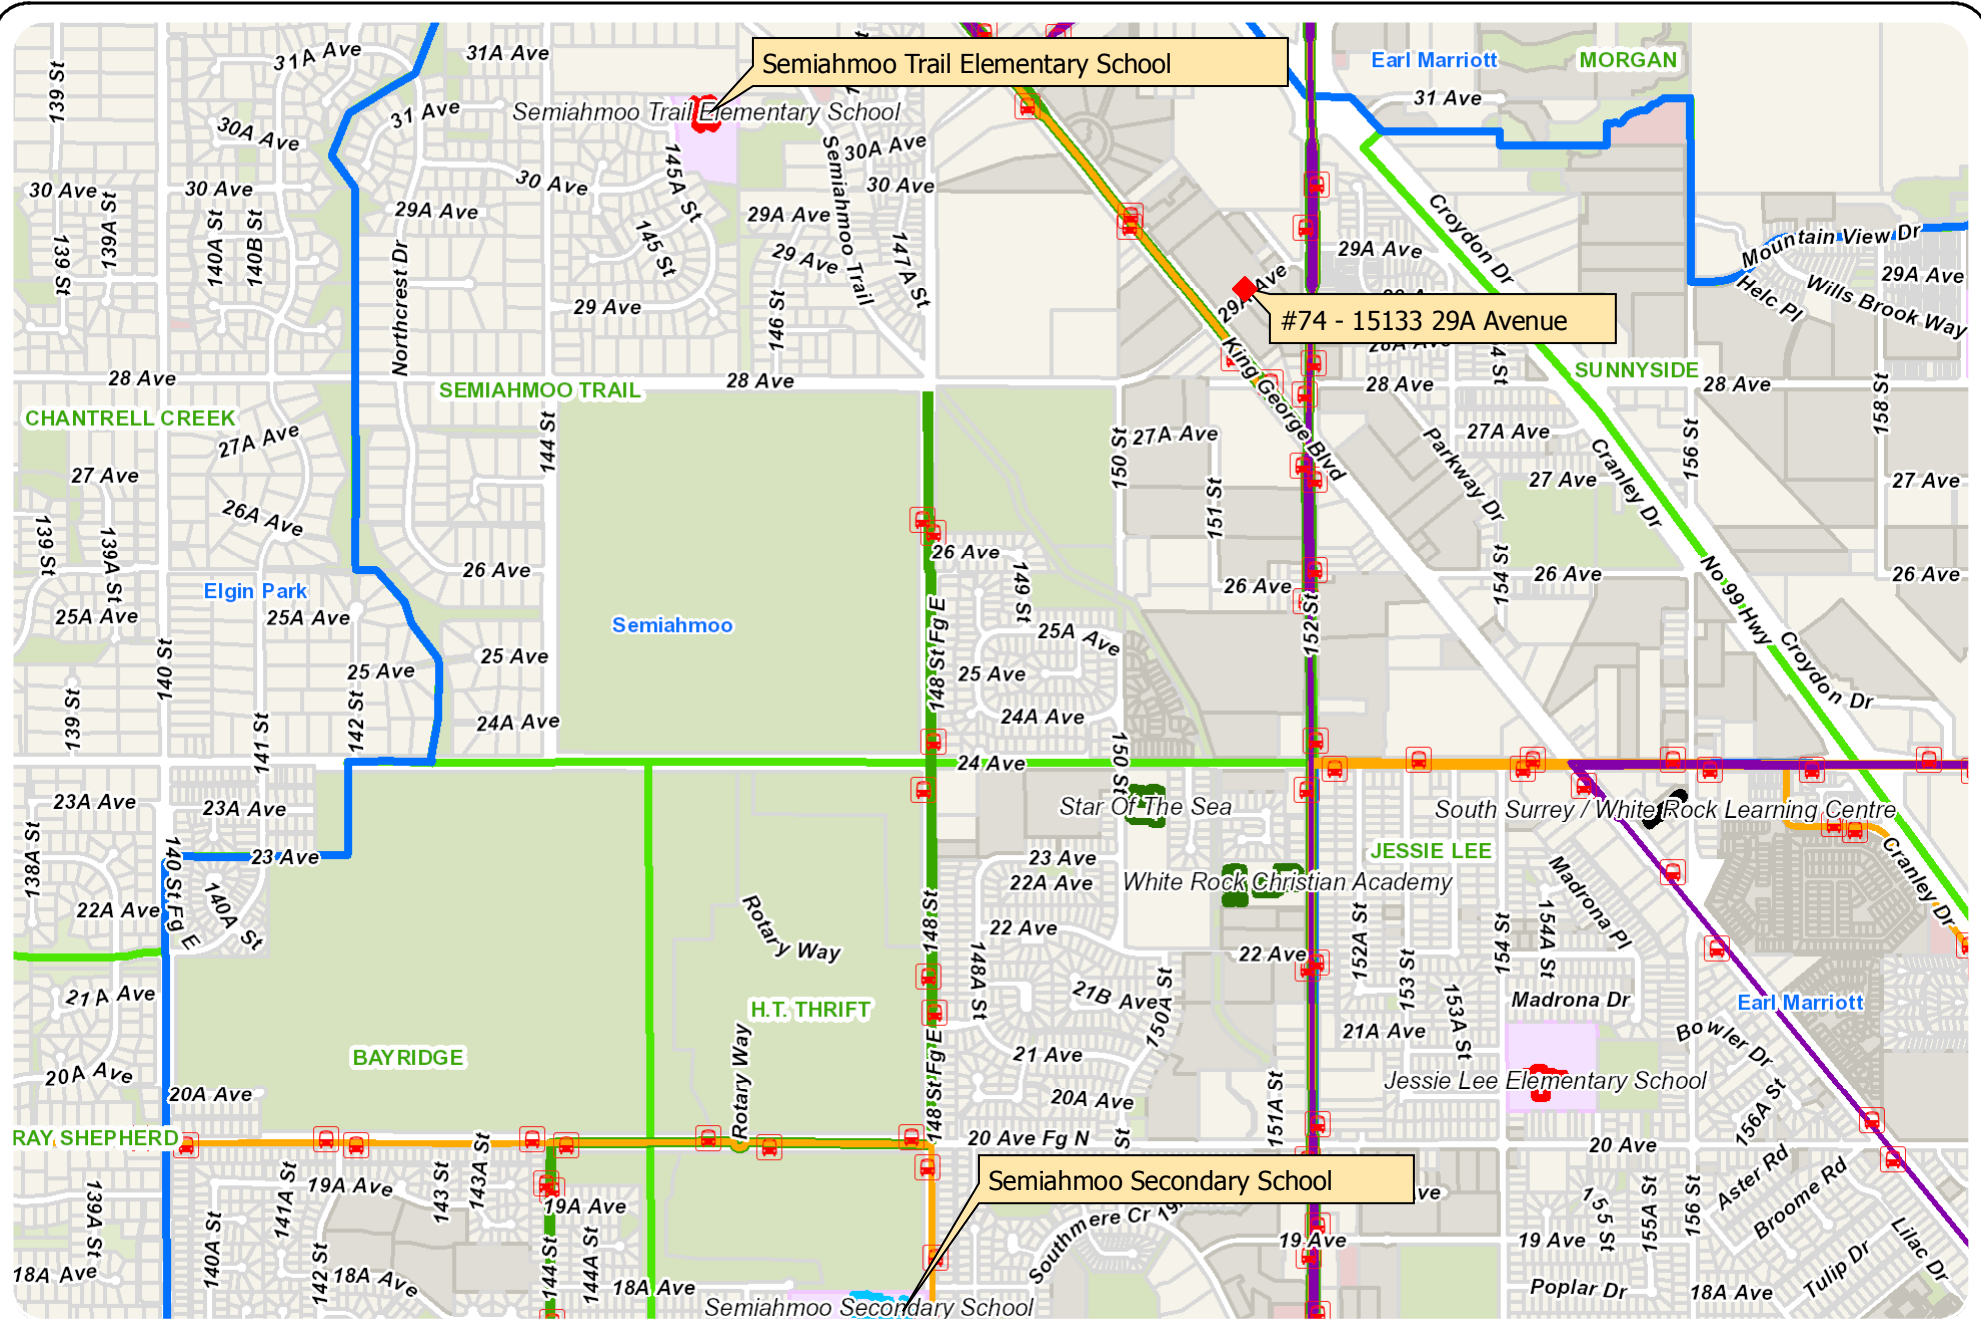 Semiahmoo Trail Elementary School
Earl Marriott
MORGAN
31A Ave
31A Ave
139 St
31 Ave
31 Ave
Semiahmoo Trail Elementary School
30A Ave
30A Ave
30 Ave
139A St
30 Ave
140A St
140B St
29A Ave
30 Ave
145A St
145 St
29A Ave
29 Ave
Semiahmoo Trail
30 Ave
147A St
29A Ave
Croydon Dr
Mountain View Dr
29A Ave
Wills Brook Way
Helc Pl
139 St
Northcrest Dr
29 Ave
146 St
29A Ave
#74 - 15133 29A Avenue
28A Ave
King George Blvd
28 Ave
SEMIAHMOO TRAIL
28 Ave
28 Ave
SUNNYSIDE
28 Ave
158 St
CHANTRELL CREEK
27A Ave
144 St
150 St
27A Ave
Parkway Dr
27A Ave
Cranley Dr
156 St
27 Ave
151 St
27 Ave
27 Ave
26A Ave
139 St
139A St
26 Ave
26 Ave
149 St
26 Ave
154 St
26 Ave
No 99 Hwy
26 Ave
Elgin Park
Semiahmoo
148 St Fg E
152 St
25A Ave
25A Ave
25A Ave
140 St
25 Ave
25 Ave
25 Ave
Croydon Dr
139 St
141 St
142 St
24A Ave
24A Ave
150 St
24 Ave
23A Ave
23A Ave
Star Of The Sea
South Surrey / White Rock Learning Centre
138A St
140 St Fg E
23 Ave
23 Ave
JESSIE LEE
Cranley Dr
140A St
22A Ave
22A Ave
White Rock Christian Academy
Madrona Pl
Rotary Way
148 St
22 Ave
22 Ave
152A St
153 St
154 St
154A St
148A St
21A Ave
21B Ave
150A St
153A St
Madrona Dr
Earl Marriott
H.T. THRIFT
21A Ave
Bowler Dr
BAYRIDGE
Rotary Way
148 St Fg E
21 Ave
20A Ave
20A Ave
20A Ave
151A St
Jessie Lee Elementary School
156A St
RAY SHEPHERD
20 Ave Fg N
St
20 Ave
Semiahmoo Secondary School
139A St
19A Ave
141A St
143 St
143A St
19A Ave
Southmere Cr
19 Ave
19 Ave
155 St
155A St
156 St
Aster Rd
Broome Rd
Lilac Dr
18A Ave
140A St
142 St
18A Ave
144 St
144A St
18A Ave
Semiahmoo Secondary School
Poplar Dr
18A Ave
Tulip Dr